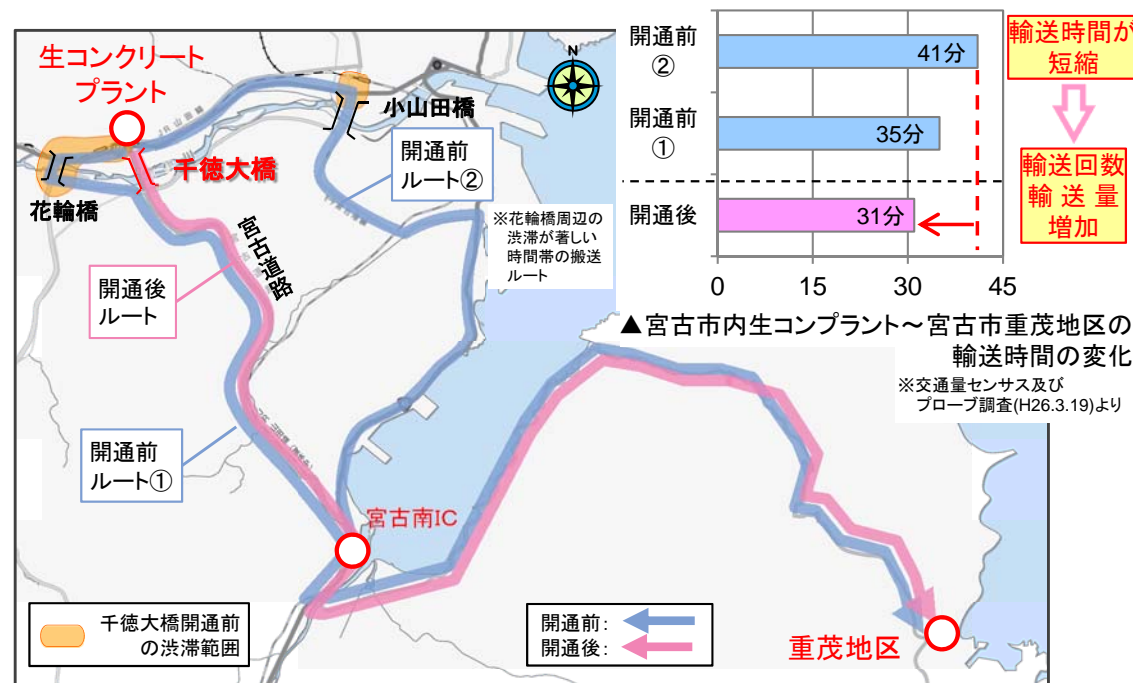 生コンクリート
プラント
JR山田線
小山田橋
N
千徳大橋
花輪橋
開通前
ルート②
※花輪橋周辺の
渋滞が著しい
時間帯の搬送
ルート
宮古道路
開通後
ルート
開通前
ルート①
宮古南IC
重茂地区
千徳大橋開通前
の渋滞範囲
開通前：
開通後：
開通前
②
41分
開通前
①
35分
開通後
31分
0 15 30 45
輸送時間が
短縮
輸送回数
輸送量
増加
▲宮古市内生コンプラント～宮古市重茂地区の
輸送時間の変化
※交通量センサス及び
プローブ調査(H26.3.19)より